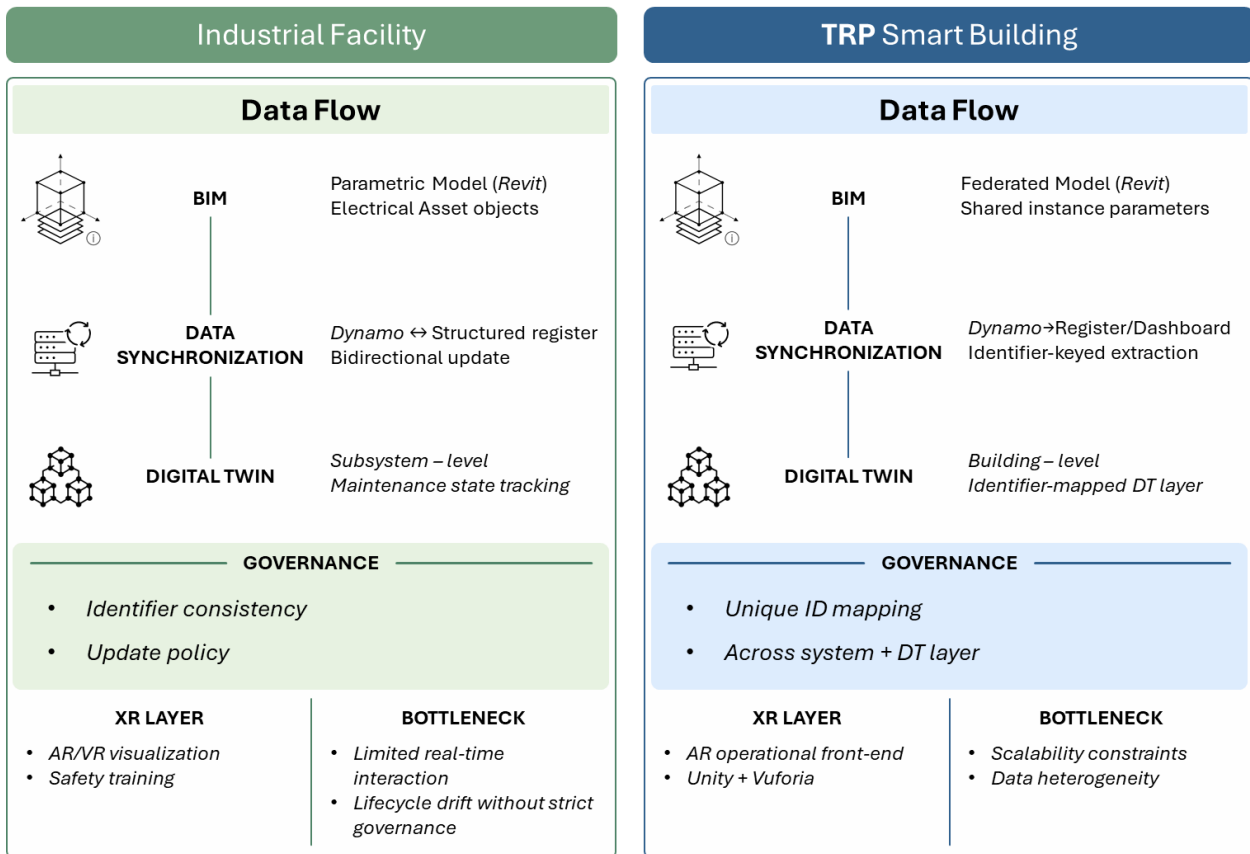 Industrial Facility
Data Flow
BIM
Parametric Model (Revit)
Electrical Asset objects
DATA
SYNCHRONIZATION
Dynamo ↔ Structured register
Bidirectional update
DIGITAL TWIN
Subsystem – level
Maintenance state tracking
GOVERNANCE
• Identifier consistency
• Update policy
XR LAYER
• AR/VR visualization
• Safety training
BOTTLENECK
• Limited real-time
interaction
• Lifecycle drift without strict
governance
TRP Smart Building
Data Flow
BIM
Federated Model (Revit)
Shared instance parameters
DATA
SYNCHRONIZATION
Dynamo→Register/Dashboard
Identifier-keyed extraction
DIGITAL TWIN
Building – level
Identifier-mapped DT layer
GOVERNANCE
• Unique ID mapping
• Across system + DT layer
XR LAYER
• AR operational front-end
• Unity + Vuforia
BOTTLENECK
• Scalability constraints
• Data heterogeneity